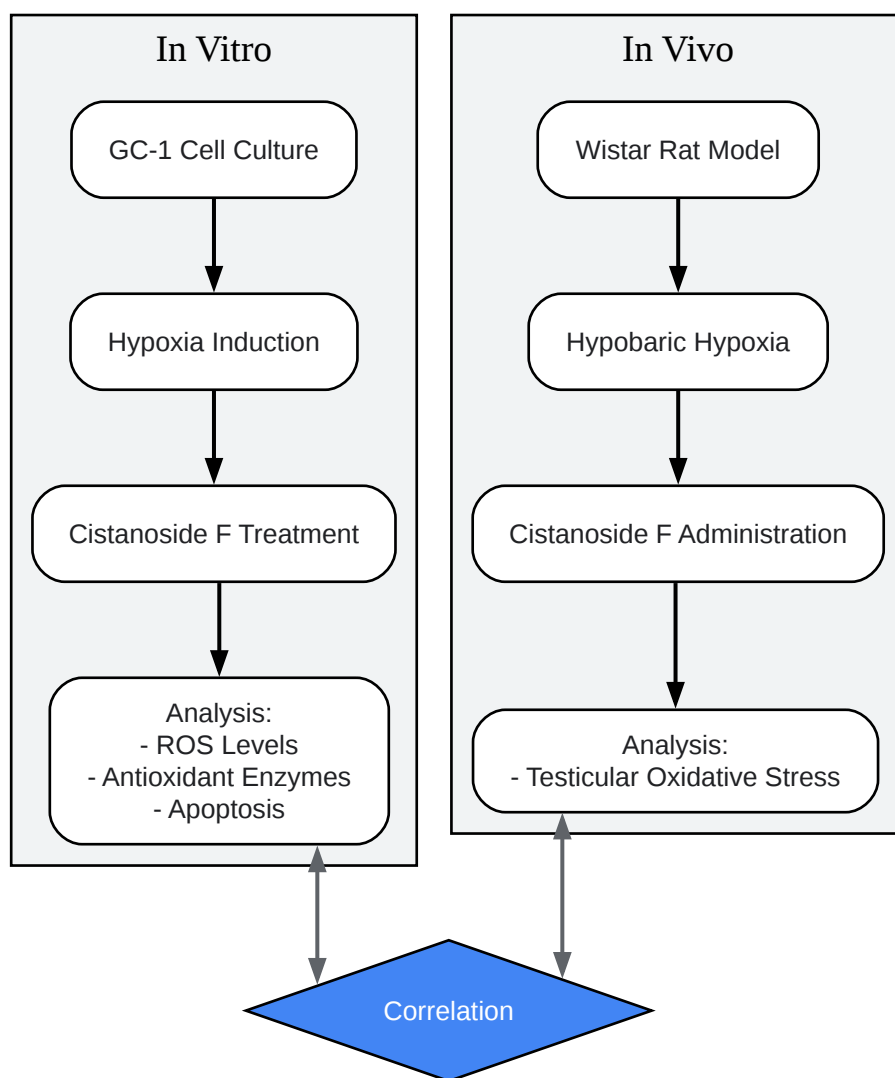 In Vitro
GC-1 Cell Culture
Hypoxia Induction
Cistanoside F Treatment
Analysis:
- ROS Levels
- Antioxidant Enzymes
- Apoptosis
In Vivo
Wistar Rat Model
Hypobaric Hypoxia
Cistanoside F Administration
Analysis:
- Testicular Oxidative Stress
Correlation